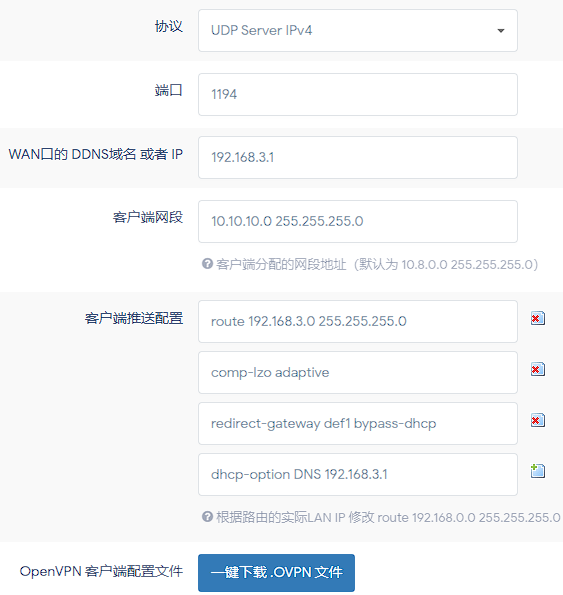 协议
UDP Server IPv4
端口
1194
WAN口的 DDNS域名 或者 IP
192.168.3.1
客户端网段
10.10.10.0 255.255.255.0
客户端分配的网段地址（默认为 10.8.0.0 255.255.255.0）
客户端推送配置
route 192.168.3.0 255.255.255.0
comp-lzo adaptive
redirect-gateway def1 bypass-dhcp
dhcp-option DNS 192.168.3.1
根据路由的实际LAN IP 修改 route 192.168.0.0 255.255.255.0
OpenVPN 客户端配置文件
一键下载 .OVPN 文件